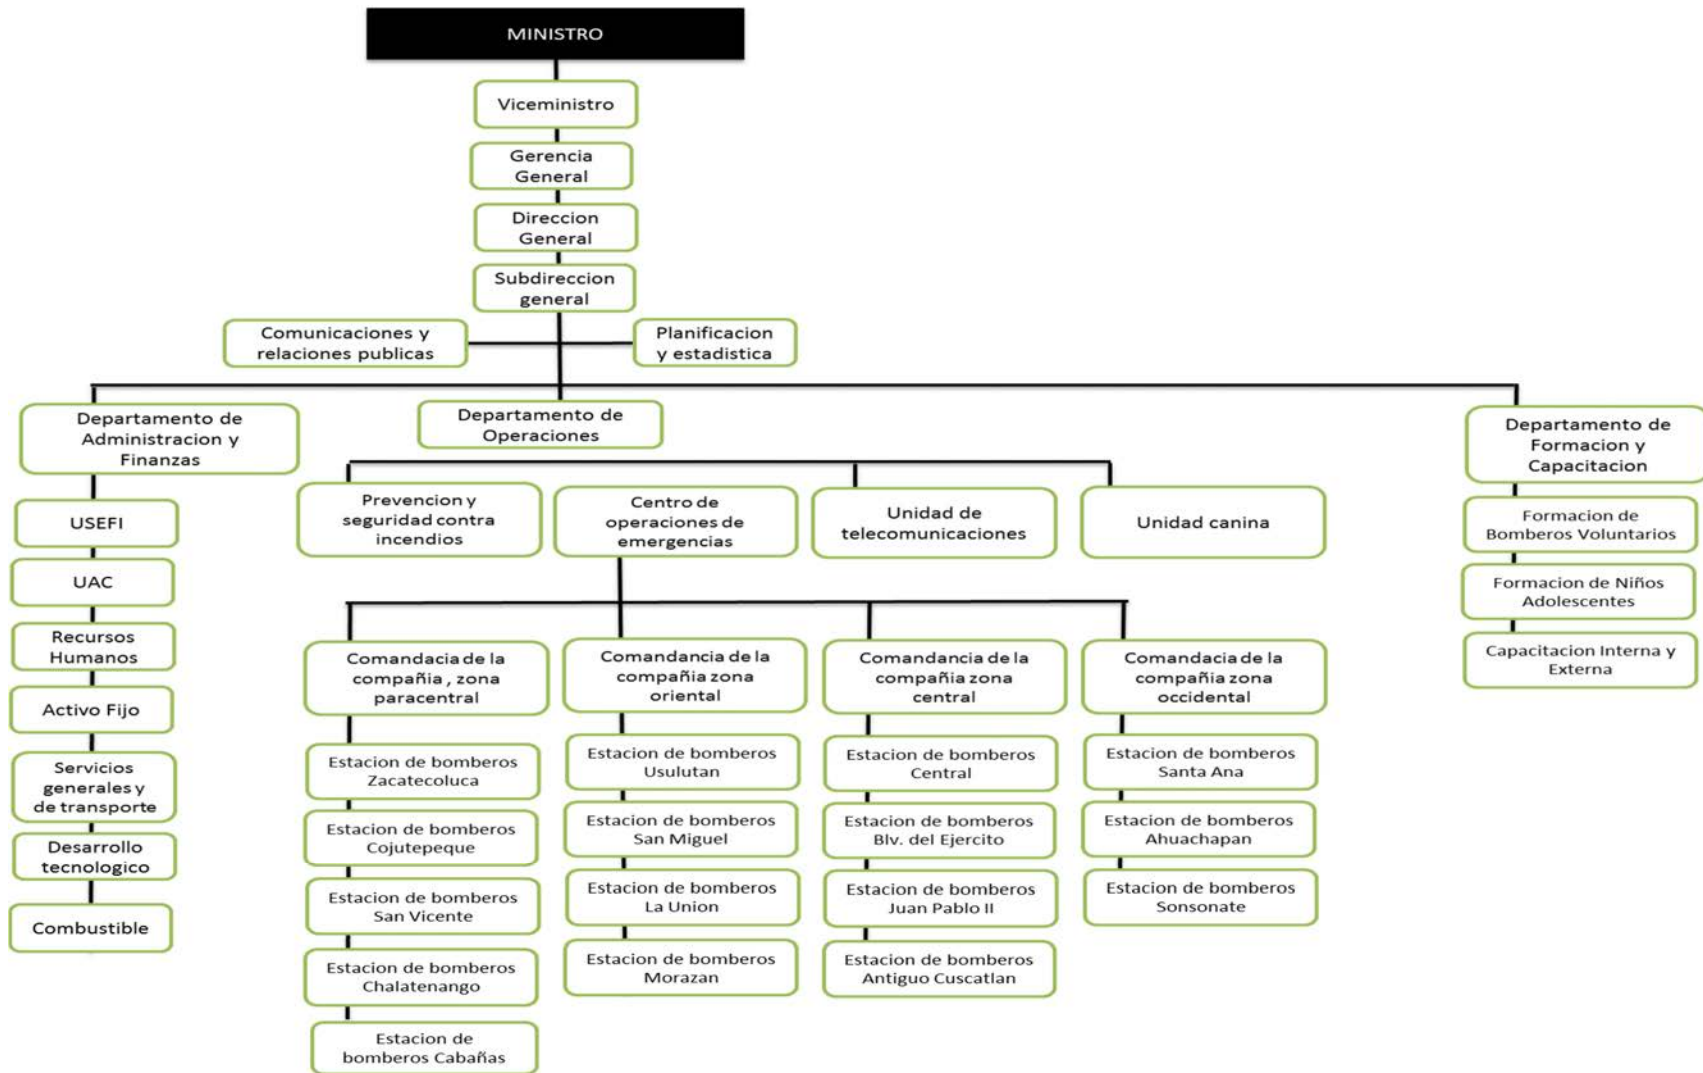 MINISTRO
Viceministro
Gerencia
General
Direccion
General
Subdireccion
general
Comunicaciones y
relaciones publicas
Planificacion
y estadistica
Departamento de
Administracion y
Finanzas
Departamento de
Operaciones
Departamento de
Formacion y
Capacitacion
USEFI
UAC
Recursos
Humanos
Activo Fijo
Servicios
generales y
de transporte
Desarrollo
tecnologico
Combustible
Prevencion y
seguridad contra
incendios
Centro de
operaciones de
emergencias
Unidad de
telecomunicaciones
Unidad canina
Comandacia de la
compañia , zona
paracentral
Estacion de bomberos
Zacatecoluca
Estacion de bomberos
Cojutepeque
Estacion de bomberos
San Vicente
Estacion de bomberos
Chalatenango
Estacion de
bomberos Cabañas
Comandancia de la
compañia zona
oriental
Estacion de bomberos
Usulutan
Estacion de bomberos
San Miguel
Estacion de bomberos
La Union
Estacion de bomberos
Morazan
Comandancia de la
compañia zona
central
Estacion de bomberos
Central
Estacion de bomberos
Blv. del Ejercito
Estacion de bomberos
Juan Pablo II
Estacion de bomberos
Antiguo Cuscatlan
Comandacia de la
compañia zona
occidental
Estacion de bomberos
Santa Ana
Estacion de bomberos
Ahuachapan
Estacion de bomberos
Sonsonate
Formacion de
Bomberos Voluntarios
Formacion de Niños
Adolescentes
Capacitacion Interna y
Externa